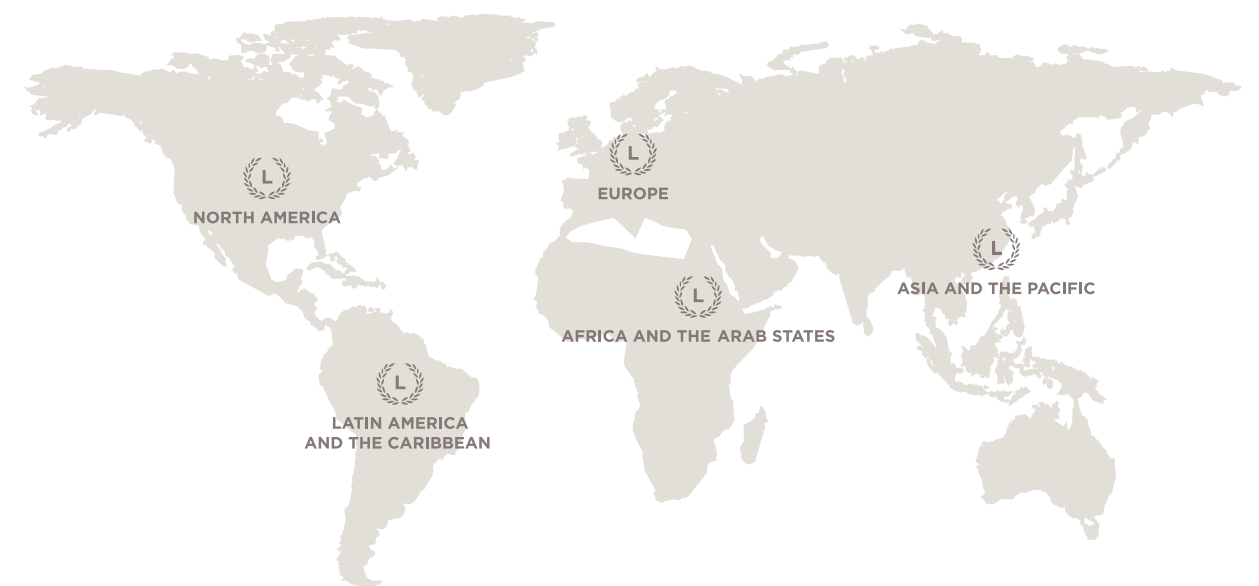 L
EUROPE
L
NORTH AMERICA
L
ASIA AND THE PACIFIC
L
AFRICA AND THE ARAB STATES
L
LATIN AMERICA
AND THE CARIBBEAN